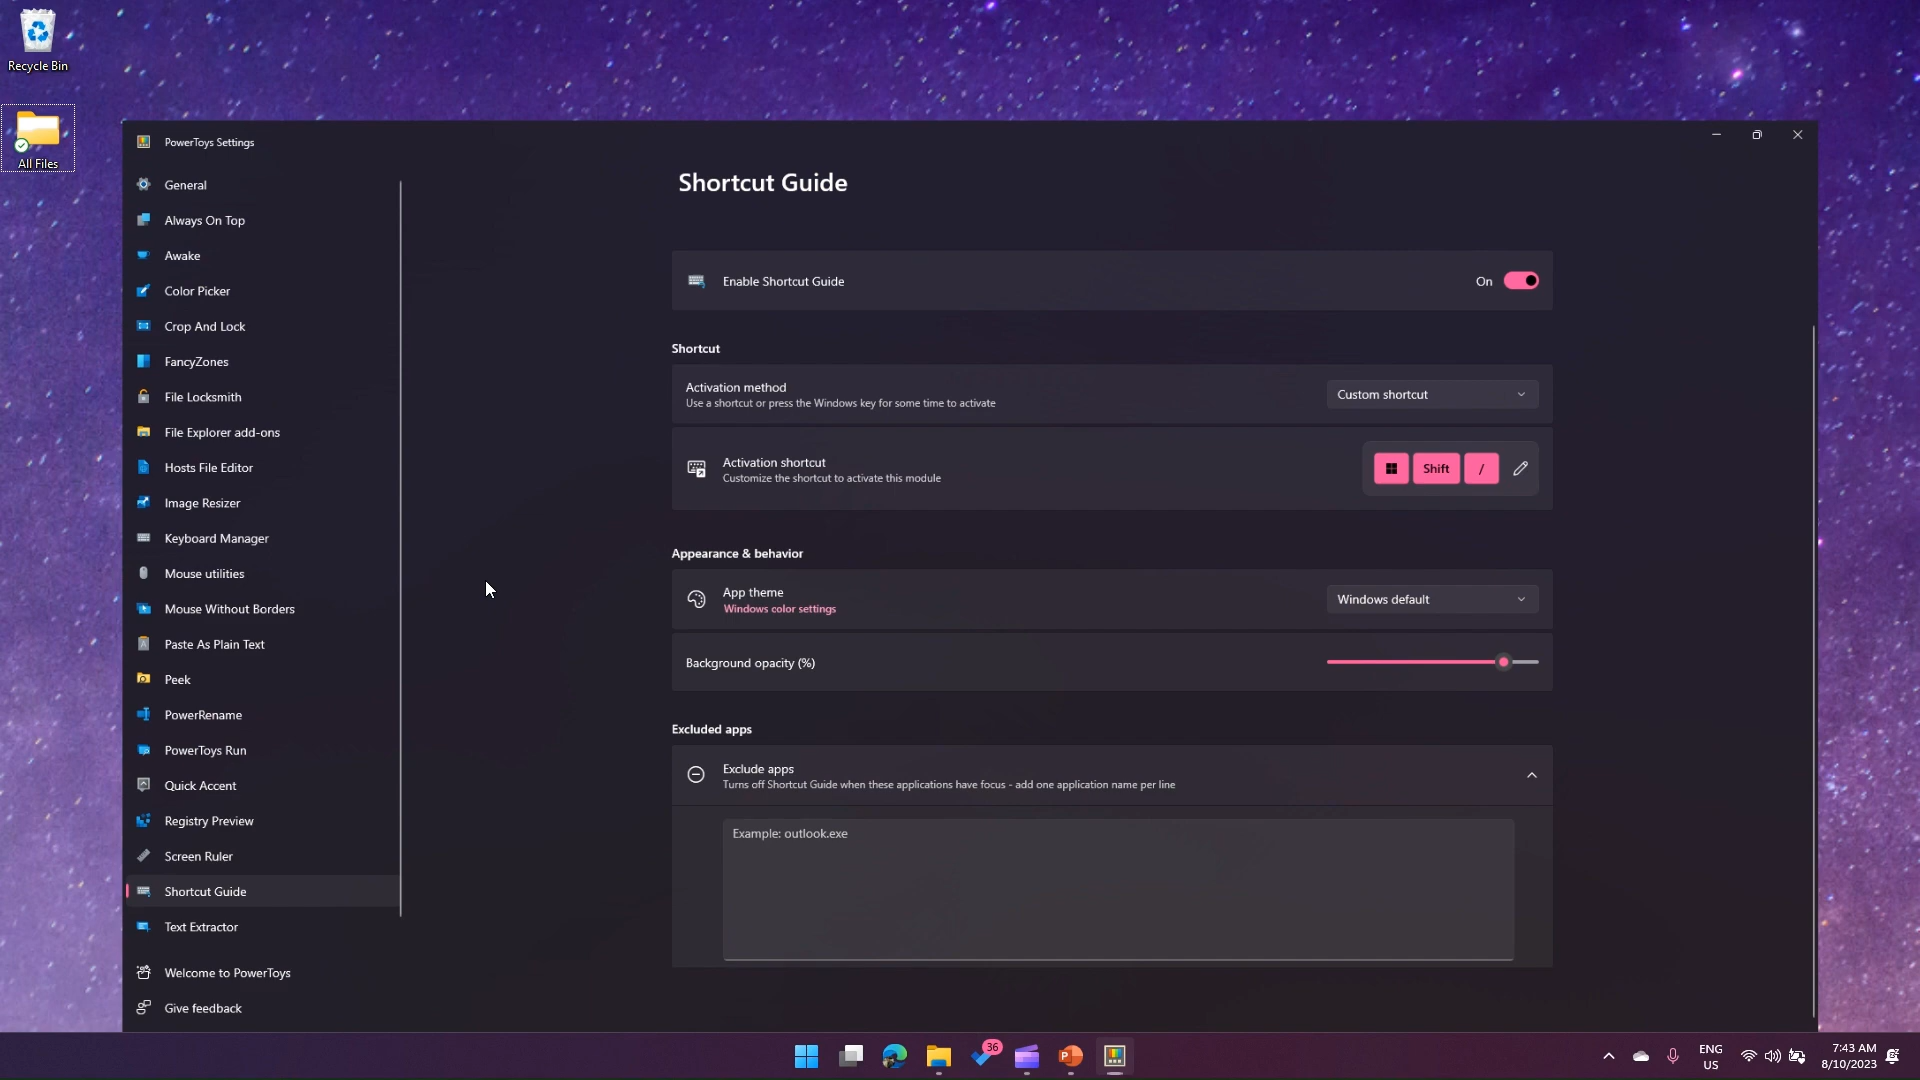 Recycle Bin
All Files
PowerToys Settings
General
Always On Top
Awake
Color Picker
Crop And Lock
FancyZones
File Locksmith
File Explorer add-ons
Hosts File Editor
Image Resizer
Keyboard Manager
Mouse utilities
Mouse Without Borders
Paste As Plain Text
Peek
PowerRename
PowerToys Run
Quick Accent
Registry Preview
Screen Ruler
Shortcut Guide
Text Extractor
Welcome to PowerToys
Give feedback
Shortcut Guide
Enable Shortcut Guide
On
Shortcut
Activation method
Use a shortcut or press the Windows key for some time to activate
Custom shortcut
Activation shortcut
Customize the shortcut to activate this module
Shift /
Appearance & behavior
App theme
Windows color settings
Windows default
Background opacity (%)
Excluded apps
Exclude apps
Turns off Shortcut Guide when these applications have focus - add one application name per line
Example: outlook.exe
36
P
ENG
US
7:43 AM
8/10/2023